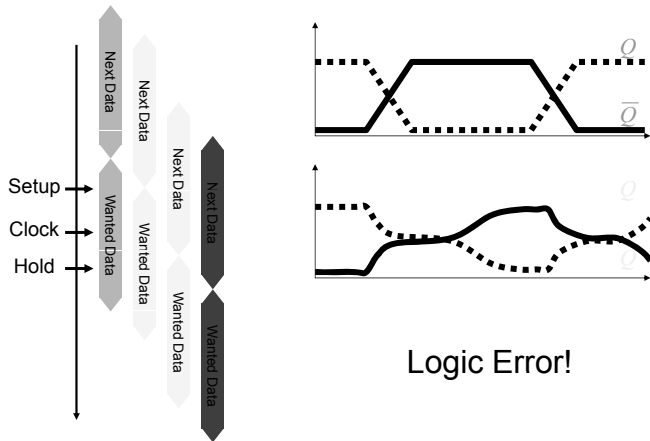 Next Data
Next Data
Next Data
Next Data
Setup
Clock
Hold
Wanted Data
Wanted Data
Wanted Data
Wanted Data
Q
Q̅
Q
Q̅
Logic Error!